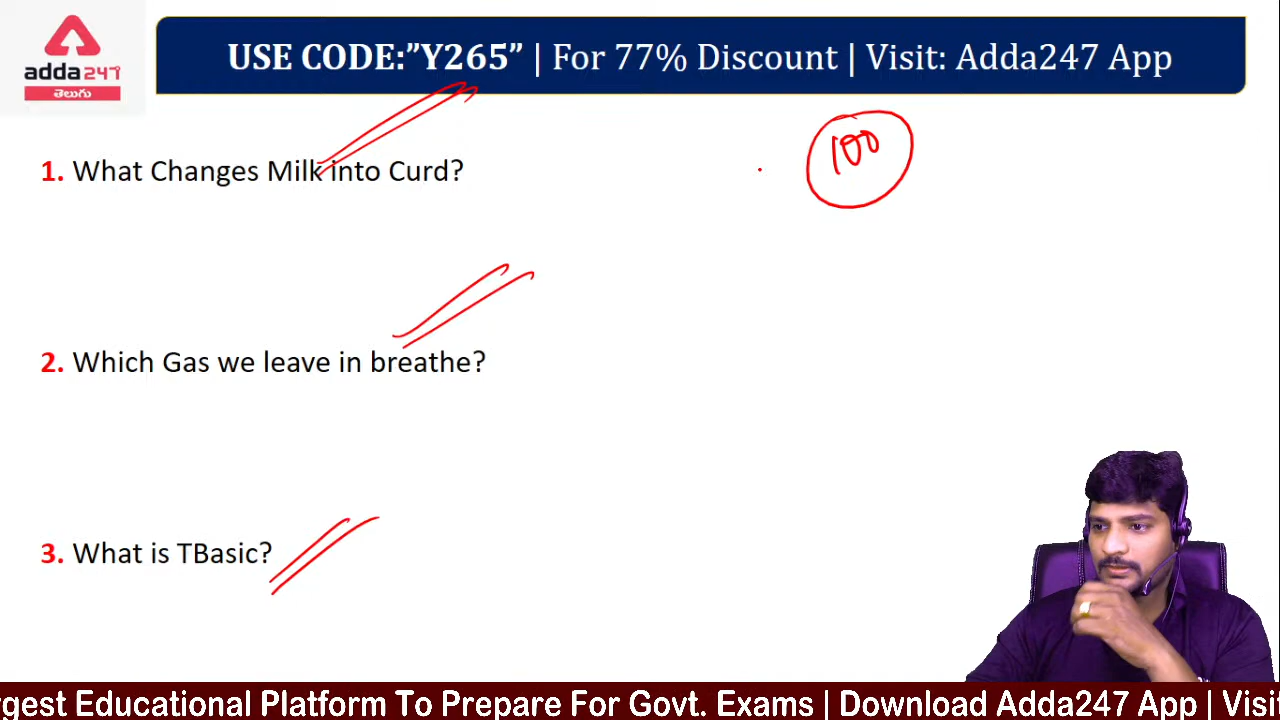 adda247
తెలుగు
USE CODE:”Y265” | For 77% Discount | Visit: Adda247 App
1. What Changes Milk into Curd?
100
2. Which Gas we leave in breathe?
3. What is TBasic?
rgest Educational Platform To Prepare For Govt. Exams | Download Adda247 App | Visi